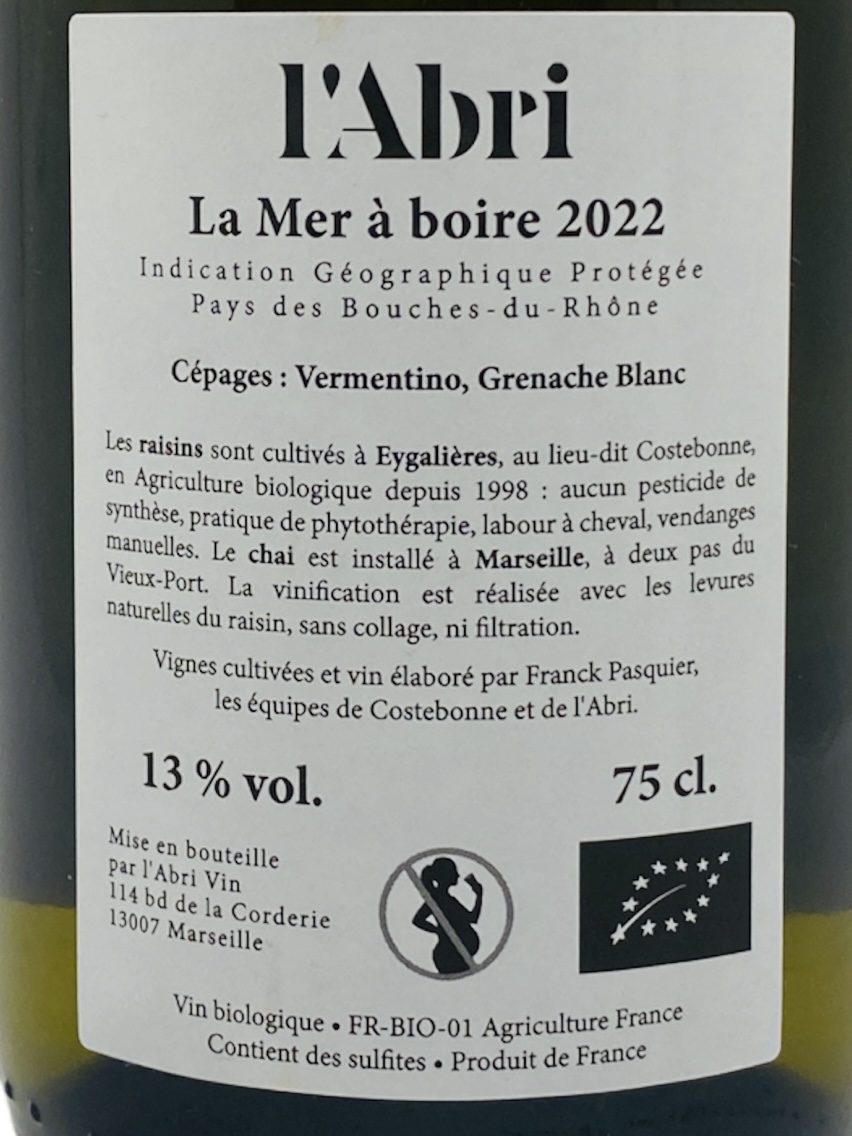 l'Abri
La Mer à boire 2022
Indication Géographique Protégée
Pays des Bouches-du-Rhône
Cépages : Vermentino, Grenache Blanc
Les raisins sont cultivés à Eygalières, au lieu-dit Costebonne,
en Agriculture biologique depuis 1998 : aucun pesticide de
synthèse, pratique de phytothérapie, labour à cheval, vendanges
manuelles. Le chai est installé à Marseille, à deux pas du
Vieux-Port. La vinification est réalisée avec les levures
naturelles du raisin, sans collage, ni filtration.
Vignes cultivées et vin élaboré par Franck Pasquier,
les équipes de Costebonne et de l'Abri.
13 % vol.
75 cl.
Mise en bouteille
par l'Abri Vin
114 bd de la Corderie
13007 Marseille
Vin biologique • FR-BIO-01 Agriculture France
Contient des sulfites • Produit de France